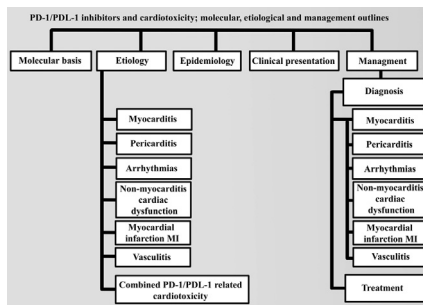 PD-1/PDL-1 inhibitors and cardiotoxicity; molecular, etiological and management outlines
Molecular basis
Etiology
Epidemiology
Clinical presentation
Managment
Diagnosis
Myocarditis
Pericarditis
Arrhythmias
Non-myocarditis
cardiac
dysfunction
Myocardial
infarction MI
Vasculitis
Combined PD-1/PDL-1 related
cardiotoxicity
Myocarditis
Pericarditis
Arrhythmias
Non-myocarditis
cardiac
dysfunction
Myocardial
infarction MI
Vasculitis
Treatment